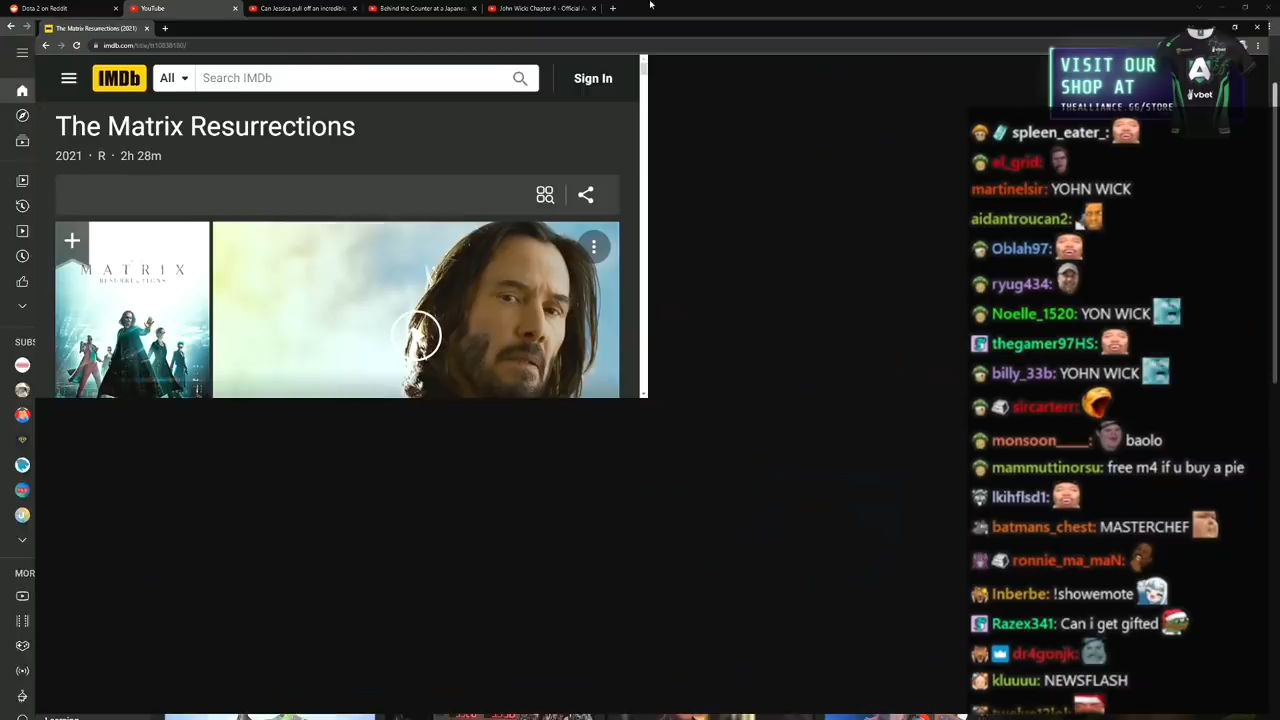 Dota 2 on Reddit
YouTube
Can Jessica pull off an incredible
Behind the Counter at a Japane
John Wick: Chapter 4 - Official
The Matrix Resurrections (2021)
imdb.com/title/tt10838180/
IMDb
All
Search IMDb
Sign In
The Matrix Resurrections
2021 · R · 2h 28m
MATRIX
RESURRECTIONS
SUBS
MOR
VISIT OUR
SHOP AT
THEALLIANCE.GG/STORE
vbet
spleen_eater_:
el_grid:
martinelsir: YOHN WICK
aidantroucan2:
Oblah97:
ryug434:
Noelle_1520: YON WICK
thegamer97HS:
billy_33b: YOHN WICK
sircarterr:
monsoon____: baolo
mammuttinorsu: free m4 if u buy a pie
lkihflsd1:
batmans_chest: MASTERCHEF
ronnie_ma_maN:
Inberbe: !showemote
Razex341: Can i get gifted
dr4gonjk:
kluuuu: NEWSFLASH